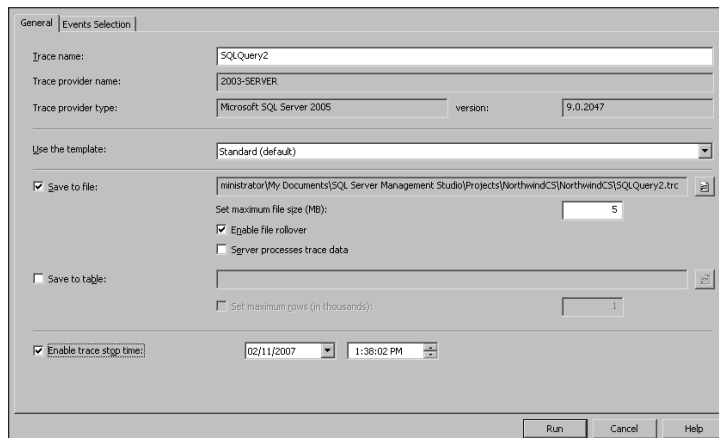 General Events Selection
Trace name: SQLQuery2
Trace provider name: 2003-SERVER
Trace provider type: Microsoft SQL Server 2005 version: 9.0.2047
Use the template: Standard (default)
Save to file: ministrator\My Documents\SQL Server Management Studio\Projects\NorthwindCS\NorthwindCS\SQLQuery2.trc
Set maximum file size (MB): 5
Enable file rollover
Server processes trace data
Save to table:
Set maximum rows (in thousands): 1
Enable trace stop time: 02/11/2007 1:38:02 PM
Run Cancel Help